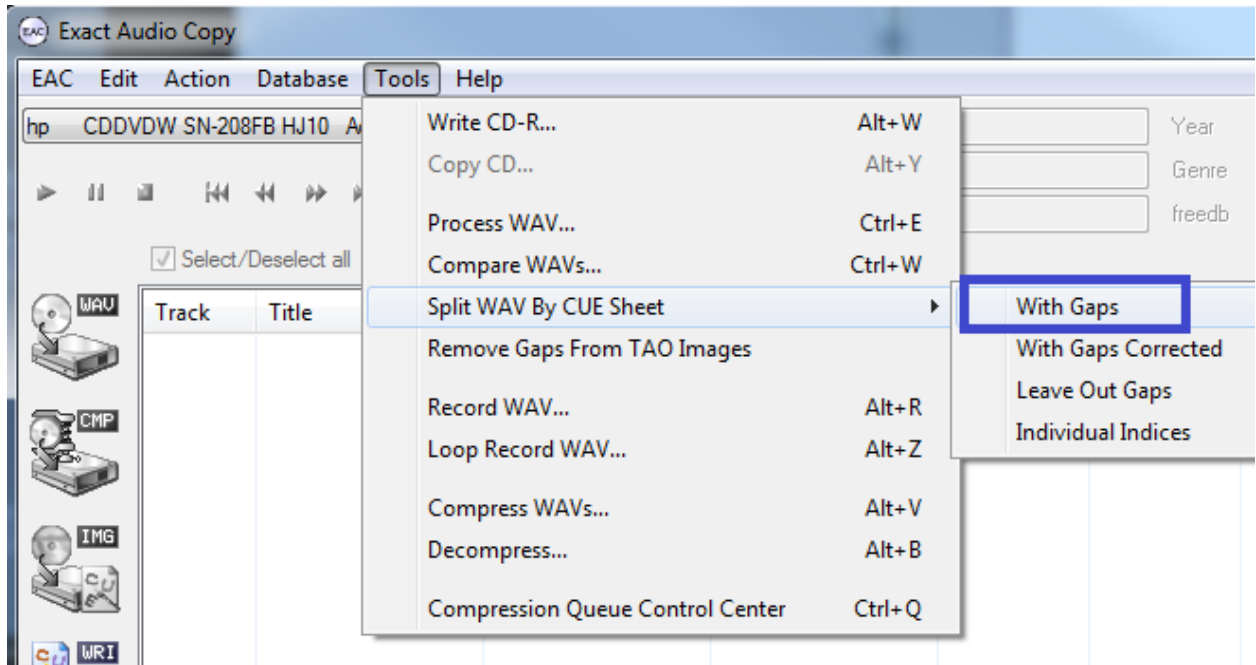 EAC Exact Audio Copy
EAC Edit Action Database Tools Help
hp CDDVDW SN-208FB HJ10
Year
Genre
freedb
Select/Deselect all
Track Title
WAV
CMP
IMG
WRI
Write CD-R... Alt+W
Copy CD... Alt+Y
Process WAV... Ctrl+E
Compare WAVs... Ctrl+W
Split WAV By CUE Sheet
Remove Gaps From TAO Images
Record WAV... Alt+R
Loop Record WAV... Alt+Z
Compress WAVs... Alt+V
Decompress... Alt+B
Compression Queue Control Center Ctrl+Q
With Gaps
With Gaps Corrected
Leave Out Gaps
Individual Indices